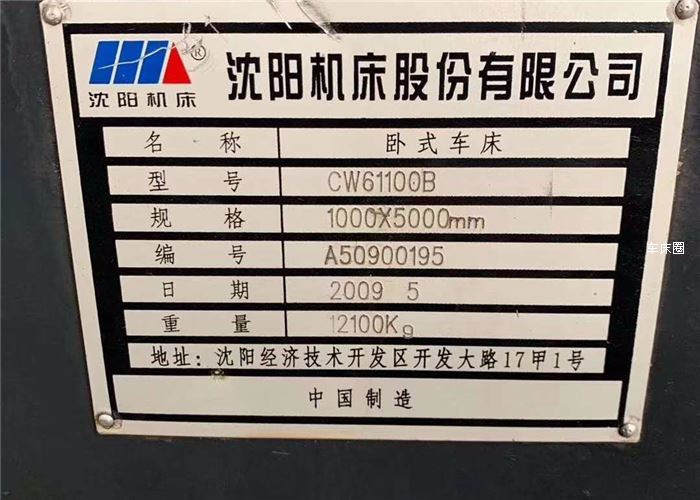 沈阳机床股份有限公司
®
沈阳机床
名 称 卧式车床
型 号 CW61100B
规 格 1000X5000mm
编 号 A50900195
日 期 2009 5
重 量 12100Kg
地址: 沈阳经济技术开发区开发大路17甲1号
中国制造
车床圈